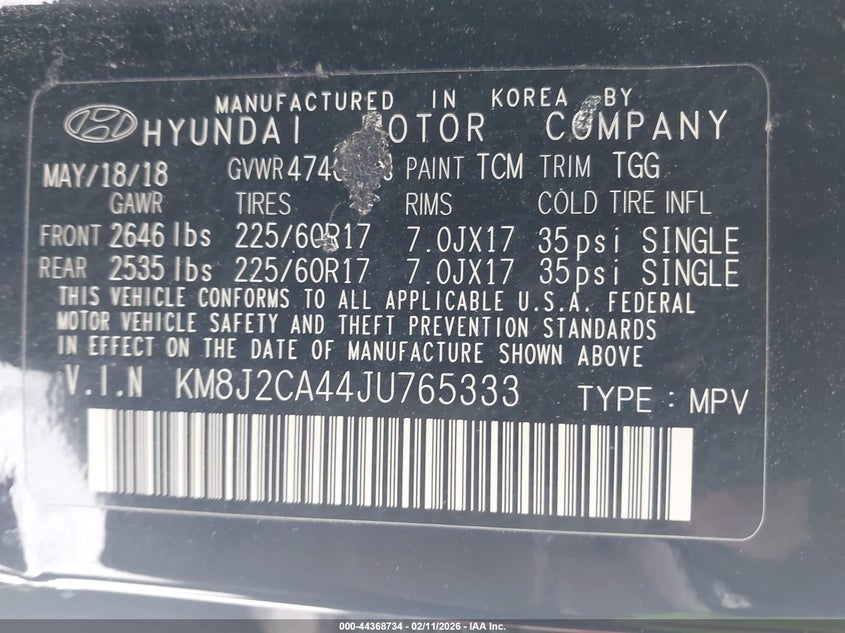 MANUFACTURED IN KOREA BY
HYUNDAI MOTOR COMPANY
MAY/18/18 GVWR PAINT TCM TRIM TGG
GAWR TIRES RIMS COLD TIRE INFL
FRONT 2646 lbs 225/60R17 7.0JX17 35psi SINGLE
REAR 2535 lbs 225/60R17 7.0JX17 35psi SINGLE
THIS VEHICLE CONFORMS TO ALL APPLICABLE U.S.A. FEDERAL
MOTOR VEHICLE SAFETY AND THEFT PREVENTION STANDARDS
IN EFFECT ON THE DATE OF MANUFACTURE SHOWN ABOVE
V.I.N KM8J2CA44JU765333 TYPE : MPV
000-44368734 - 02/11/2026 - IAA Inc.